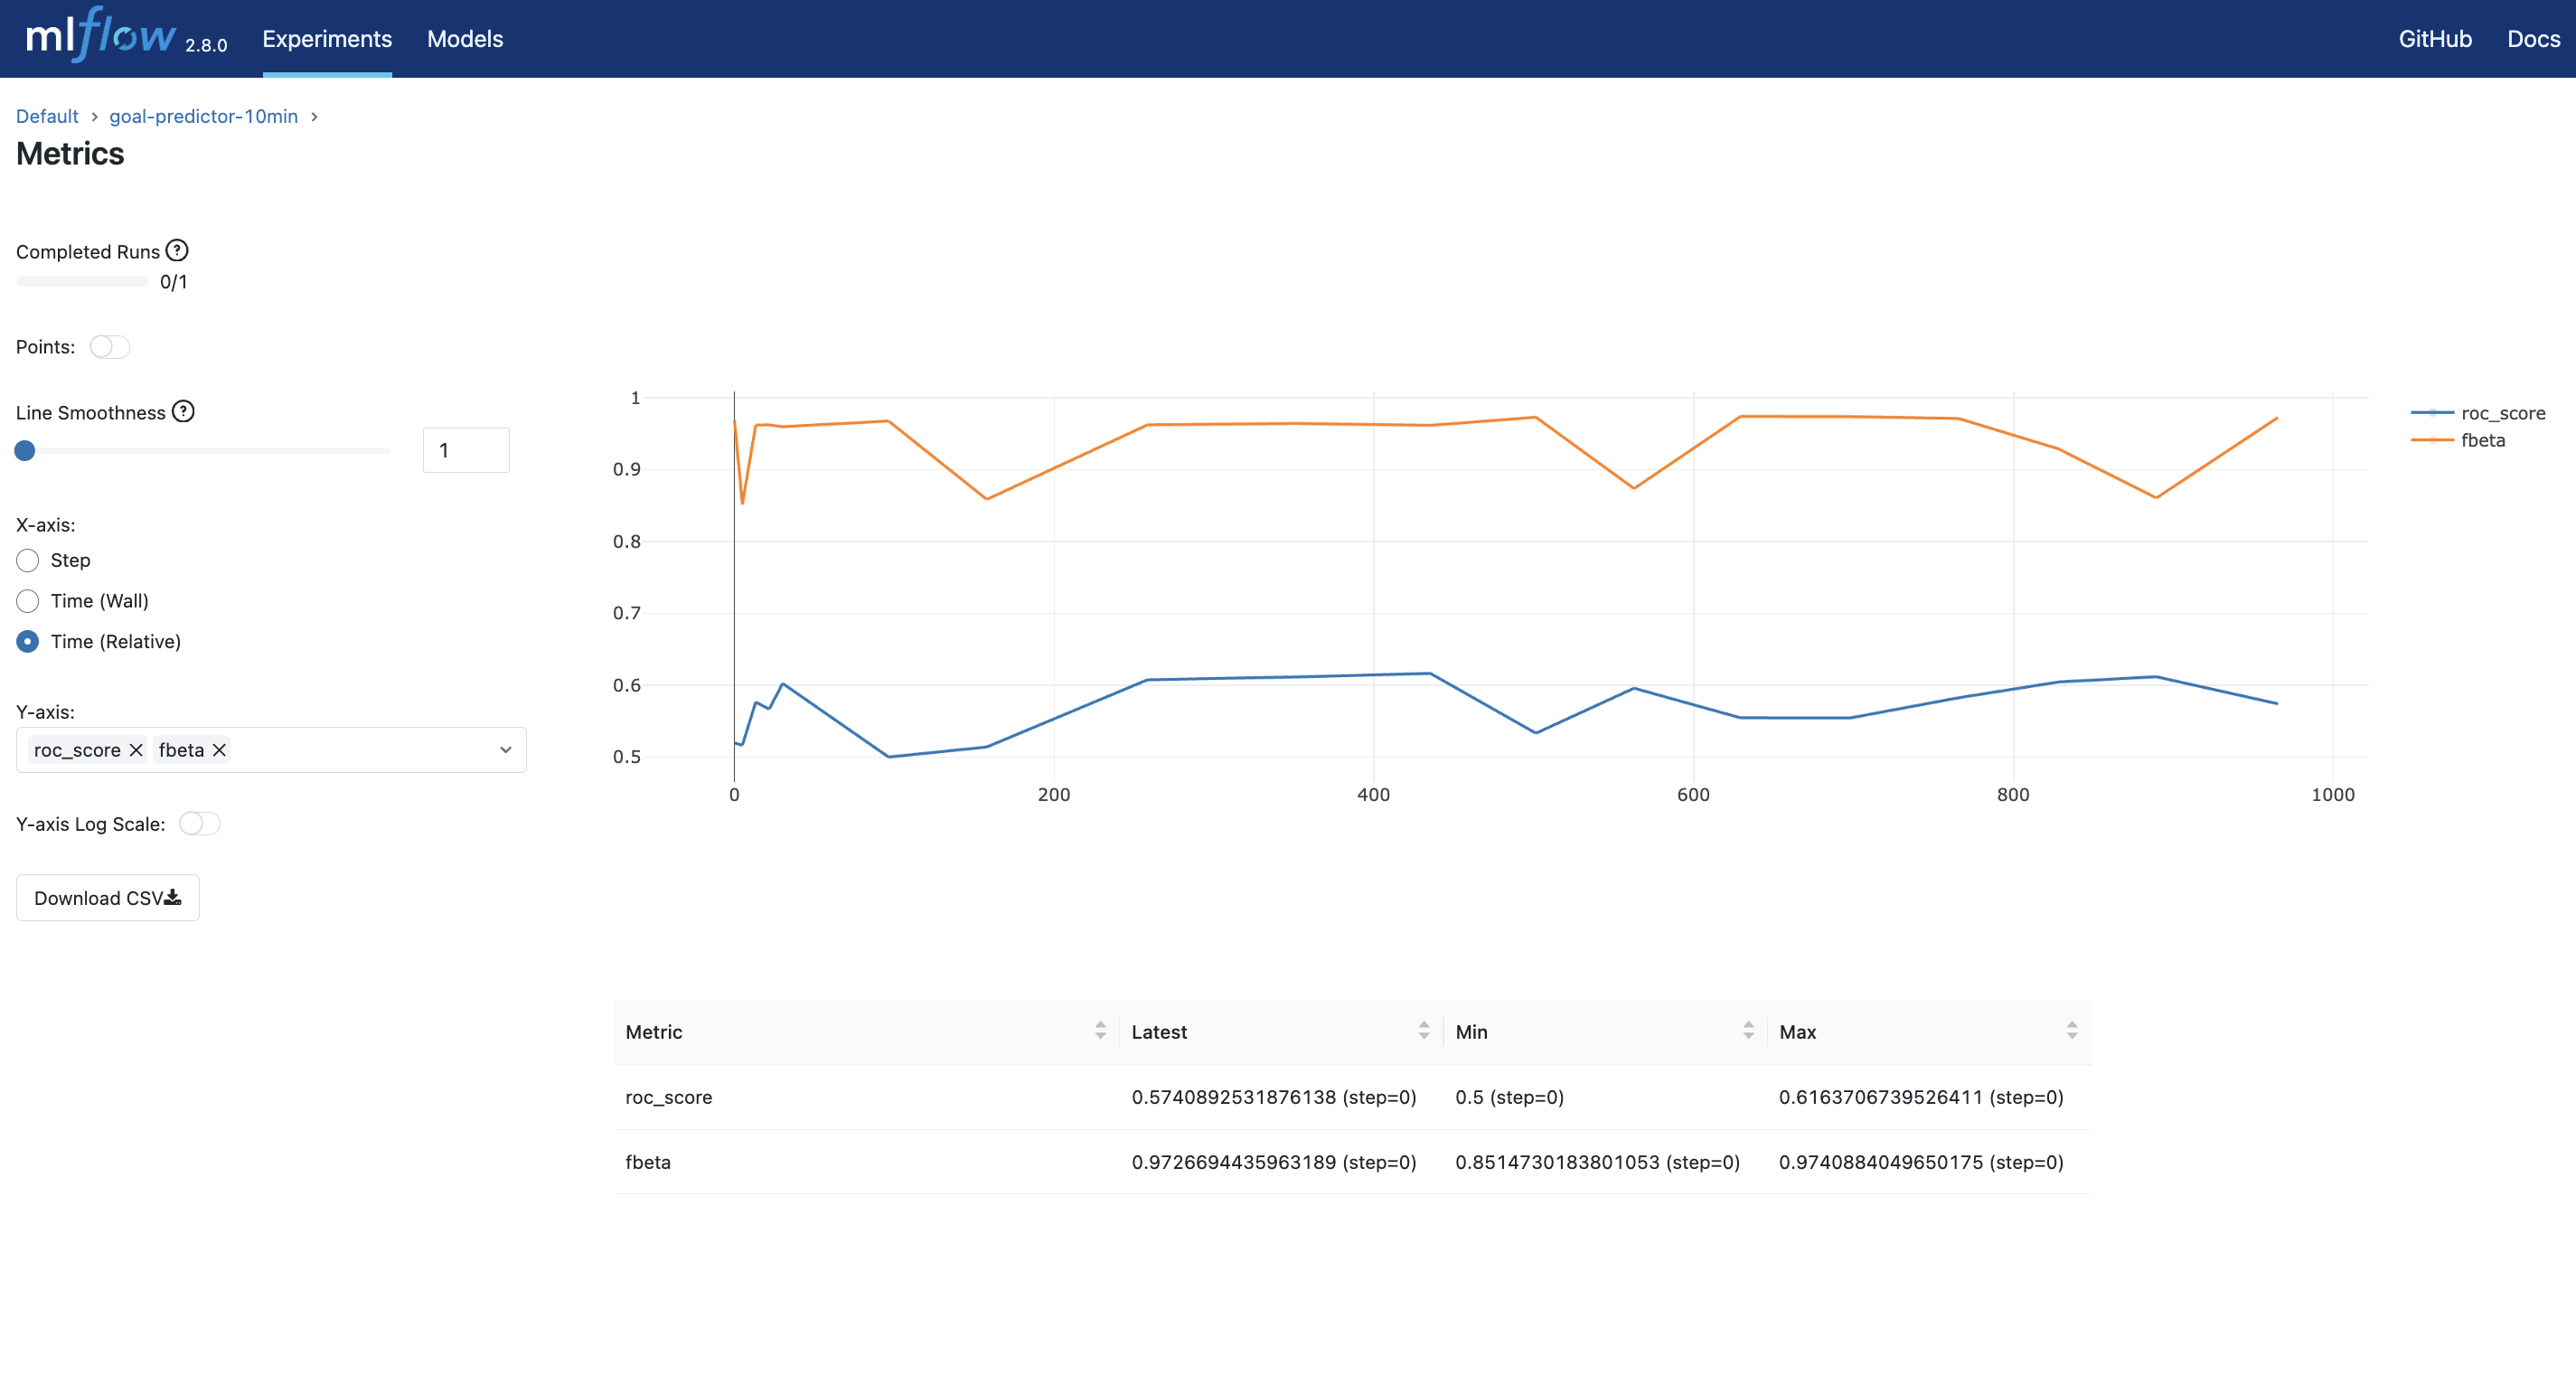 mlflow 2.8.0 Experiments Models GitHub Docs
Default > goal-predictor-10min >
Metrics
Completed Runs ?
0/1
Points:
Line Smoothness ?
1
X-axis:
Step
Time (Wall)
Time (Relative)
Y-axis:
roc_score × fbeta ×
Y-axis Log Scale:
Download CSV
1
0.9
0.8
0.7
0.6
0.5
0 200 400 600 800 1000
roc_score
fbeta
Metric Latest Min Max
roc_score 0.5740892531876138 (step=0) 0.5 (step=0) 0.6163706739526411 (step=0)
fbeta 0.9726694435963189 (step=0) 0.8514730183801053 (step=0) 0.9740884049650175 (step=0)